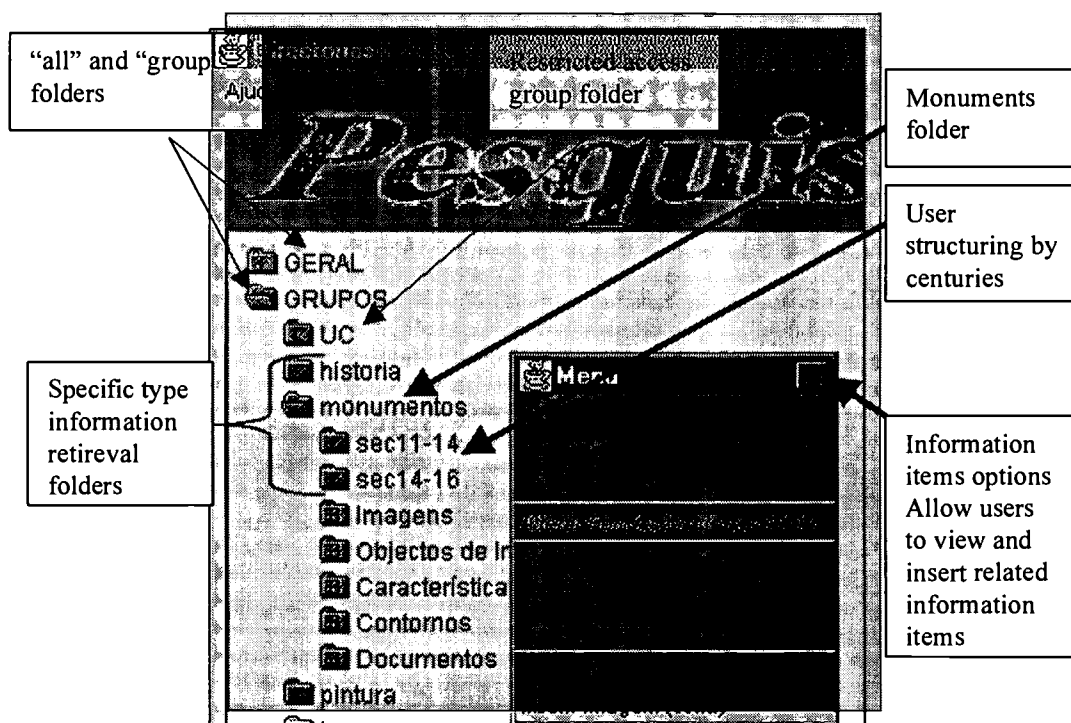 “all” and “group
folders
Ajuc
Restricted access
group folder
Pesquis
Monuments
folder
User
structuring by
centuries
GERAL
GRUPOS
UC
historia
monumentos
sec11-14
sec14-16
Imagens
Objectos de In
Característica
Contornos
Documentos
pintura
Menu
Specific type
information
retireval
folders
Information
items options
Allow users
to view and
insert related
information
items